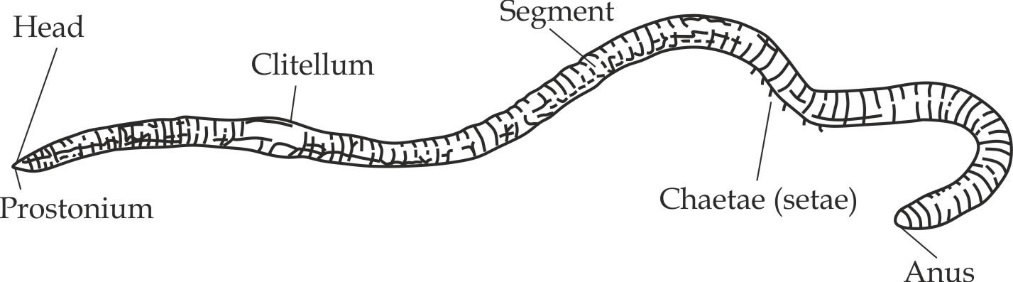 Head
Segment
Clitellum
Prostonium
Chaetae (setae)
Anus